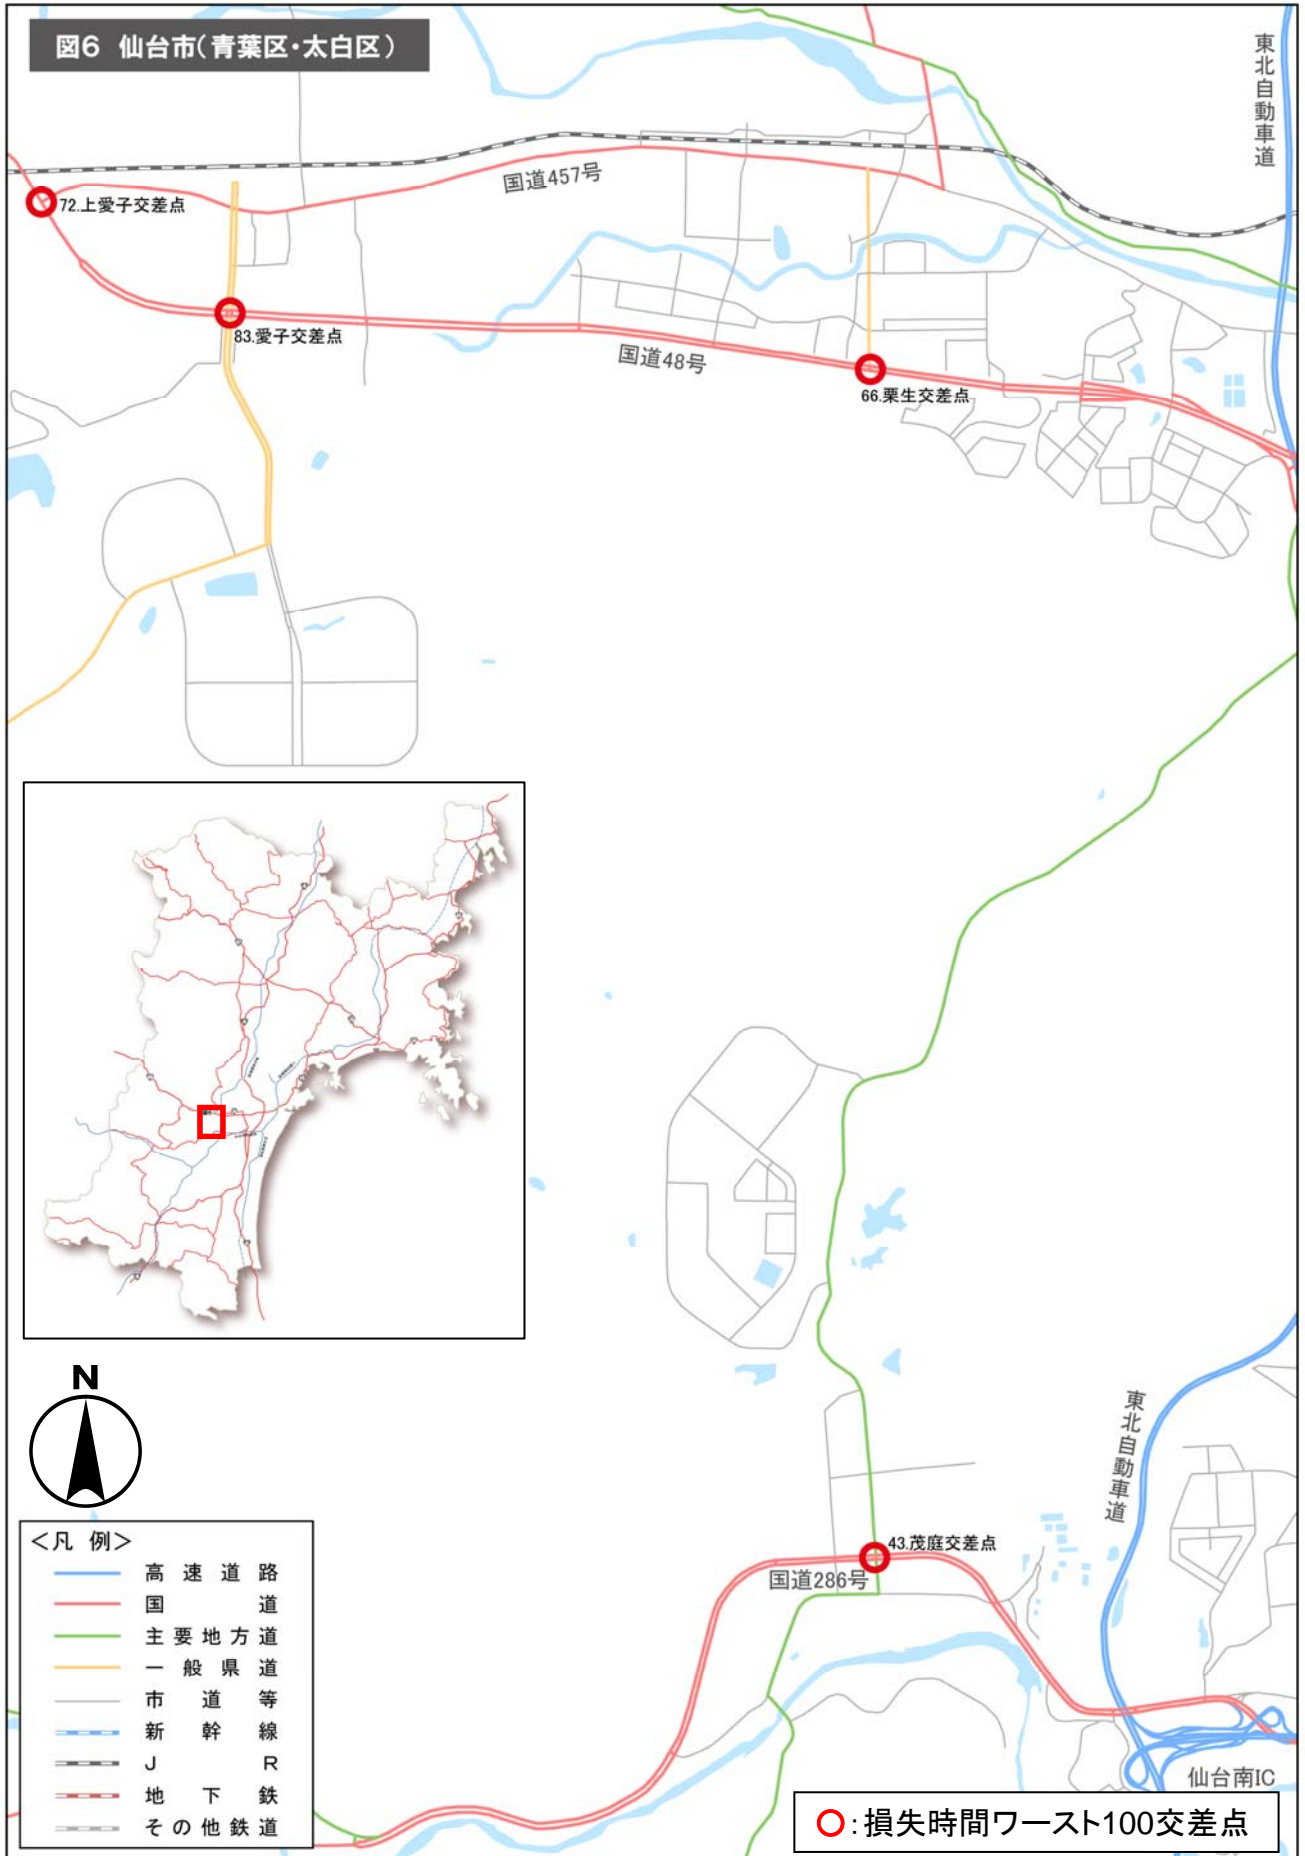 図6 仙台市(青葉区・太白区)
東北自動車道
国道457号
72.上愛子交差点
83.愛子交差点
国道48号
66.栗生交差点
N
東北自動車道
43.茂庭交差点
国道286号
<凡 例>
高速道路
国道
主要地方道
一般県道
市道等
新幹線
JR
地下鉄
その他鉄道
仙台南IC
○:損失時間ワースト100交差点